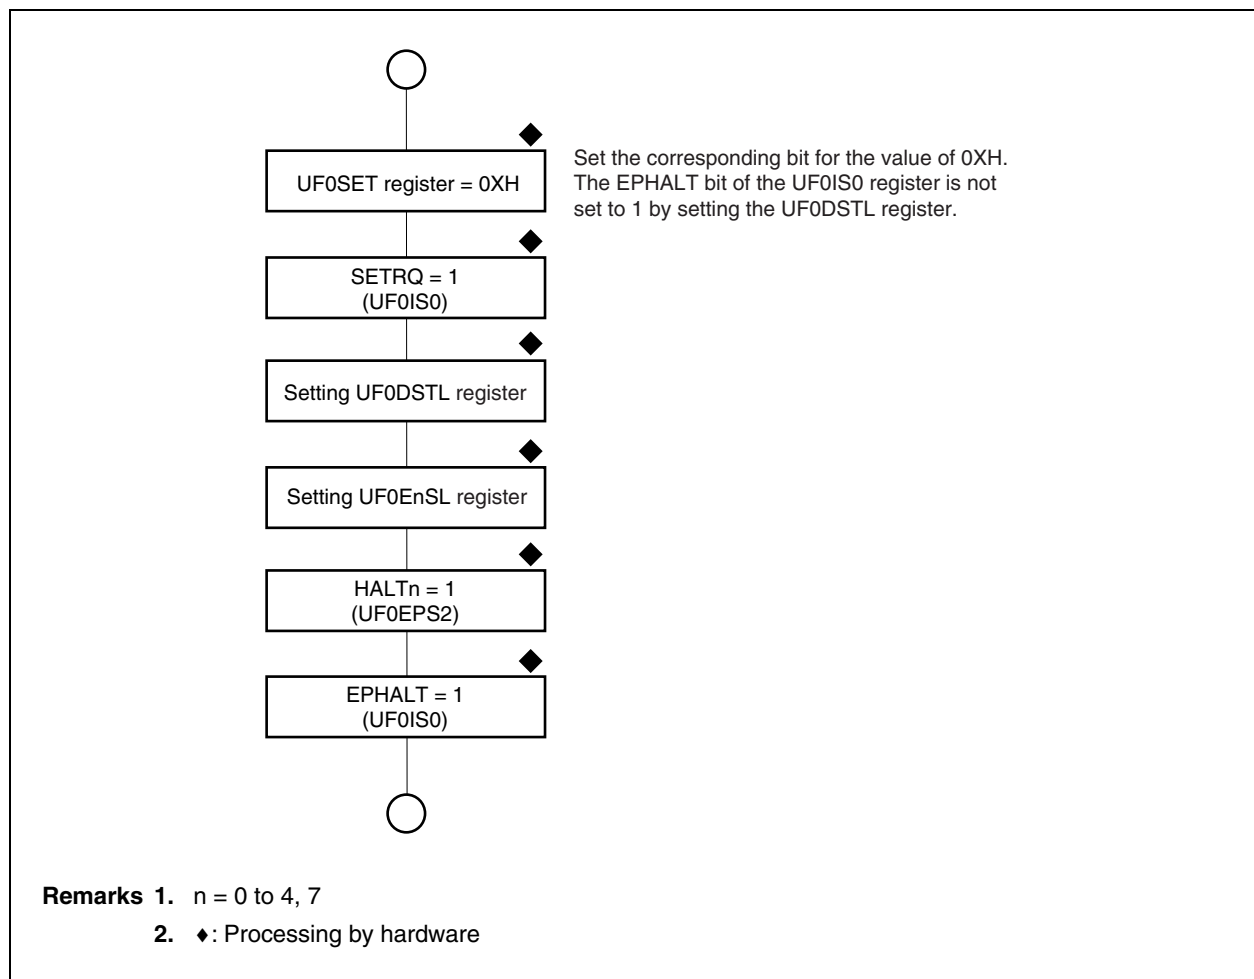 UF0SET register = 0XH
Set the corresponding bit for the value of 0XH.
The EPHALT bit of the UF0IS0 register is not
set to 1 by setting the UF0DSTL register.
SETRQ = 1
(UF0IS0)
Setting UF0DSTL register
Setting UF0EnSL register
HALTn = 1
(UF0EPS2)
EPHALT = 1
(UF0IS0)
Remarks 1. n = 0 to 4, 7
2. ♦: Processing by hardware